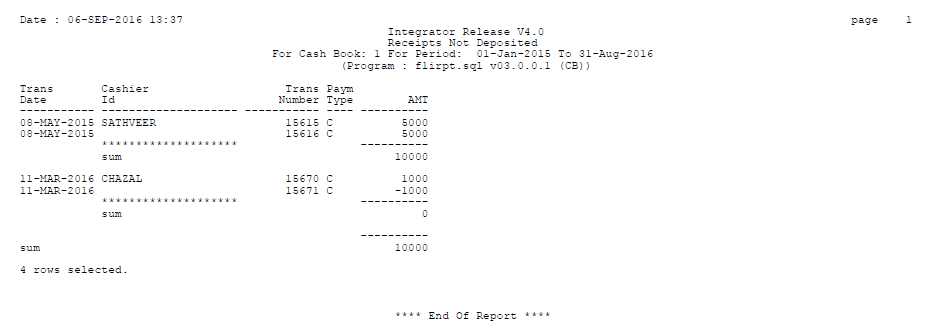 Date : 06-SEP-2016 13:37 page 1
Integrator Release V4.0
Receipts Not Deposited
For Cash Book: 1 For Period: 01-Jan-2015 To 31-Aug-2016
(Program : flirpt.sql v03.0.0.1 (CB))
Trans Cashier Trans Paym
Date Id Number Type AMT
----------- -------------------- ----------- ---- ----------
08-MAY-2015 SATHVEER 15615 C 5000
08-MAY-2015 15616 C 5000
******************** ----------
sum 10000
11-MAR-2016 CHAZAL 15670 C 1000
11-MAR-2016 15671 C -1000
******************** ----------
sum 0
----------
sum 10000
4 rows selected.
**** End Of Report ****